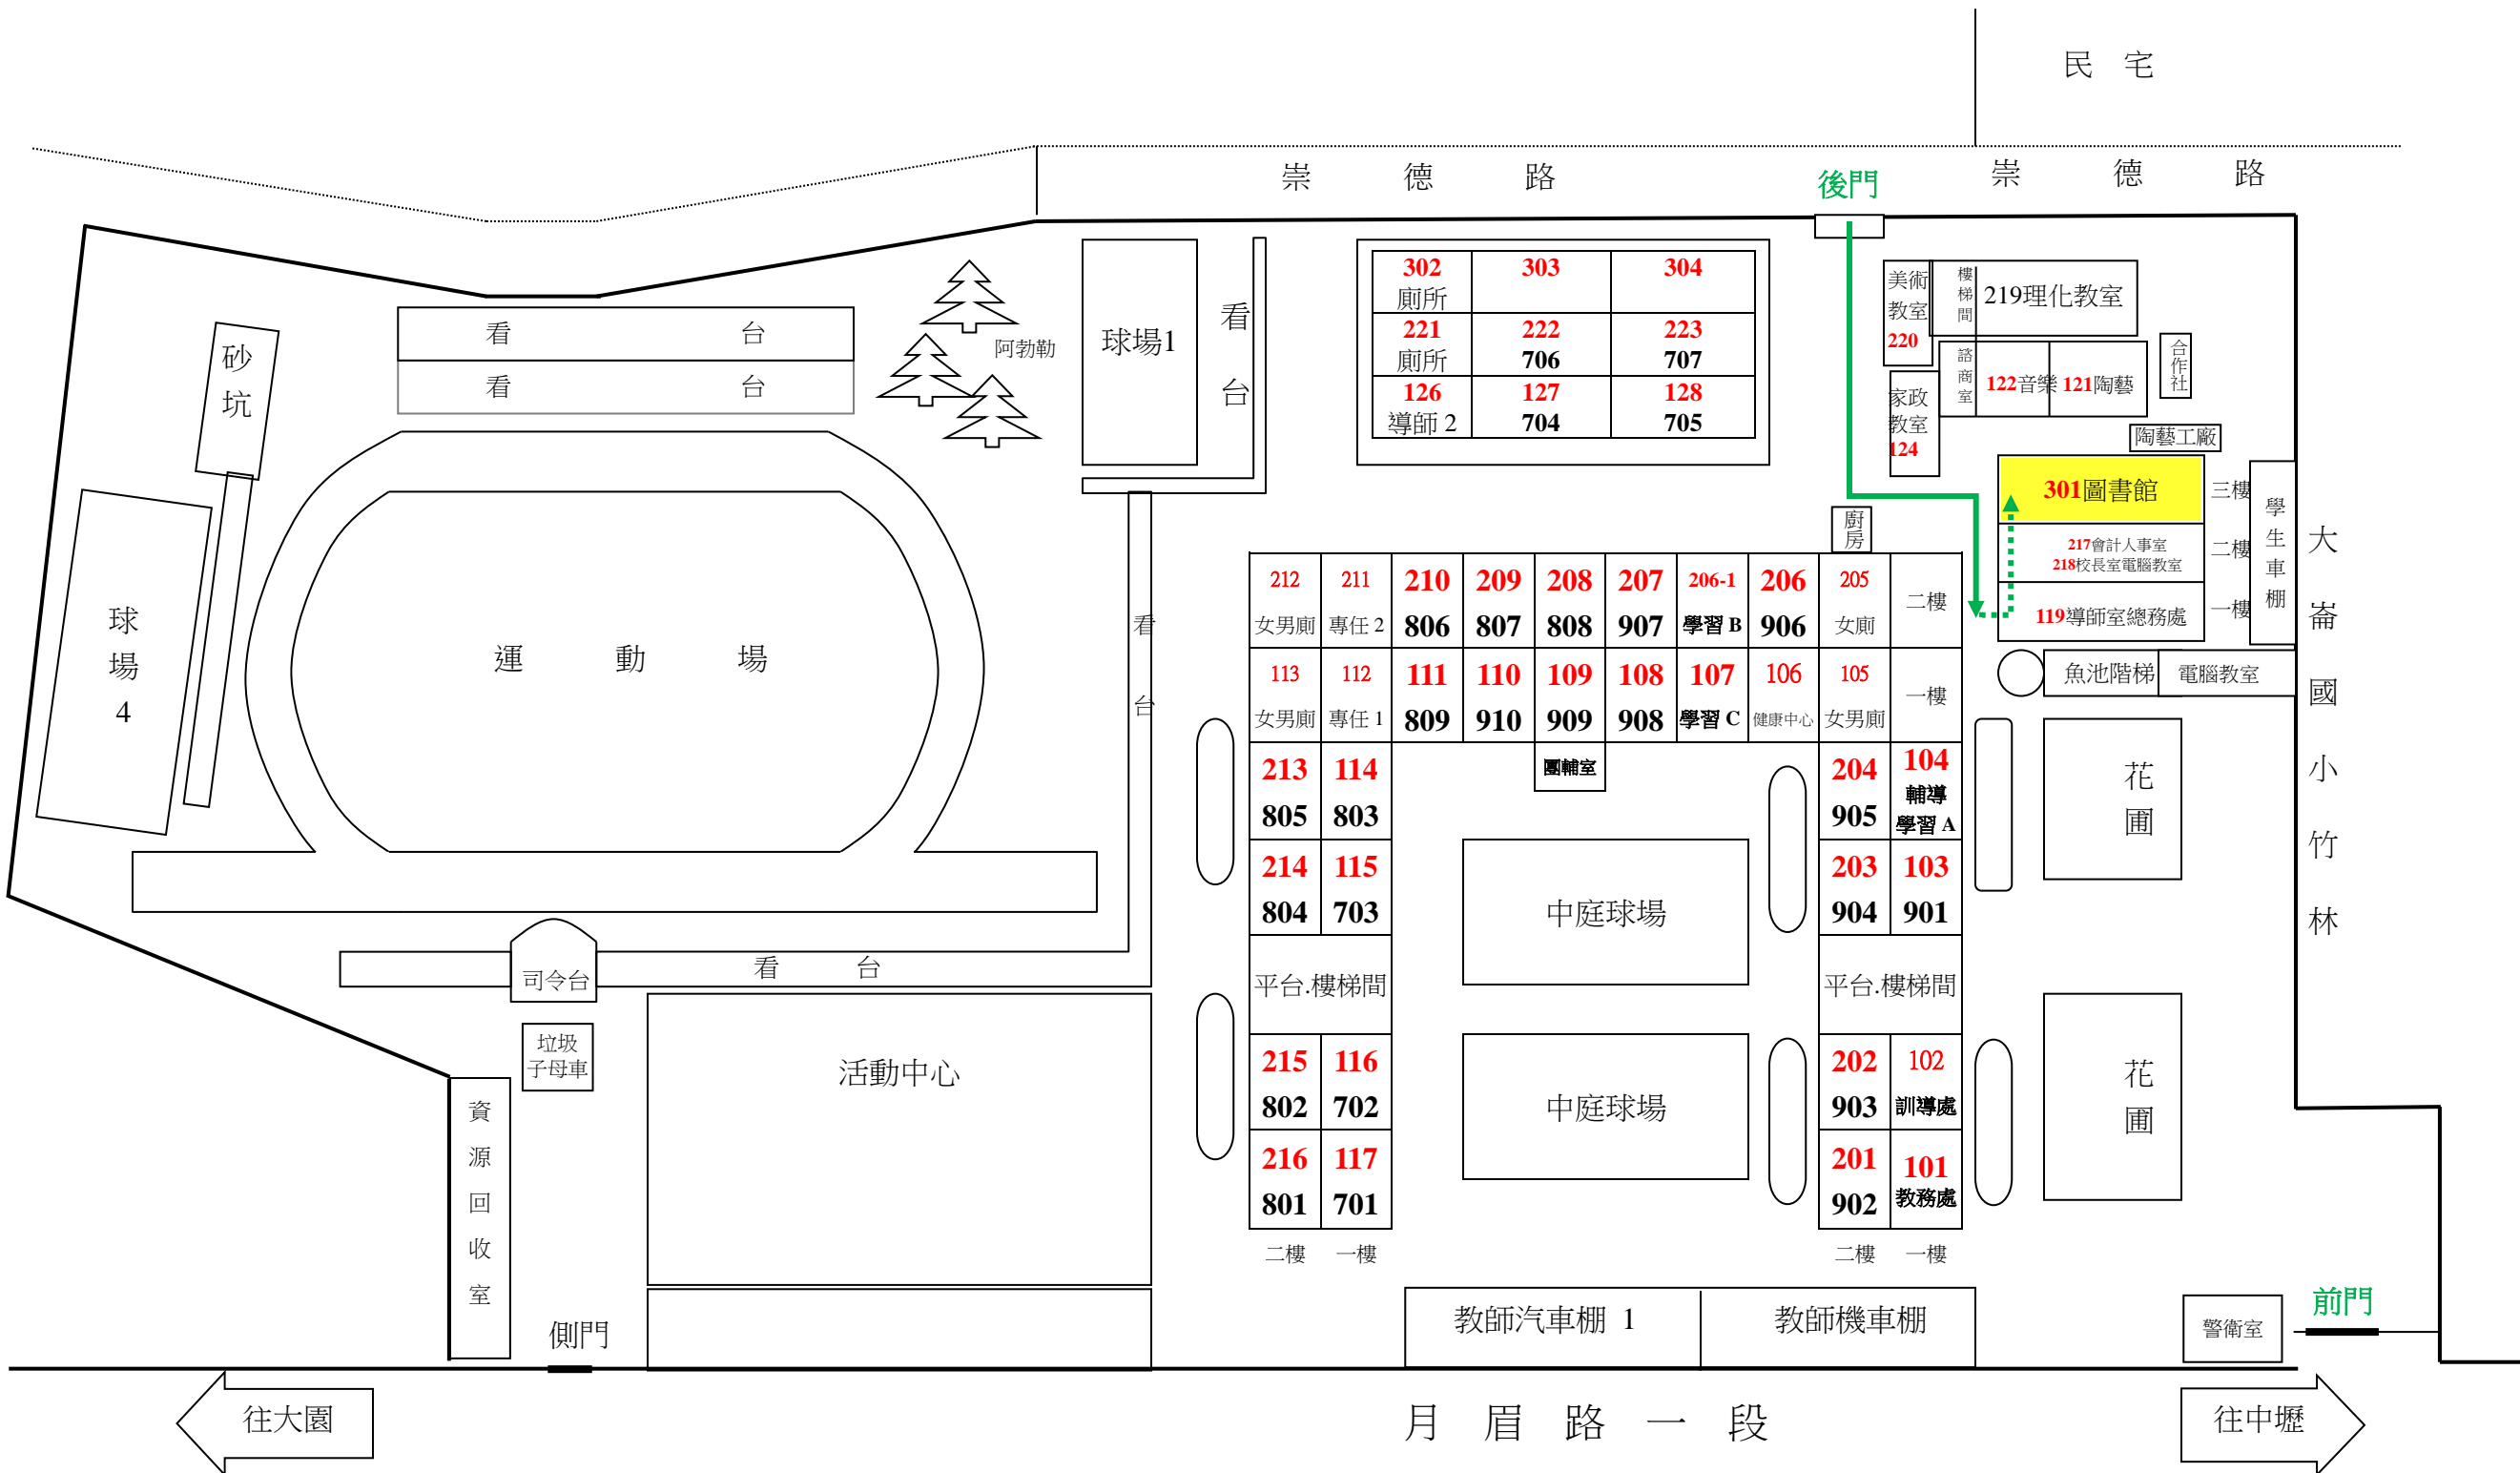 民 宅
崇 德 路
後門
崇 德 路
302
廁所
303
304
221
廁所
222
706
223
707
126
導師 2
127
704
128
705
美術
教室
220
樓梯間
219理化教室
諮商室
122音樂
121陶藝
合作社
家政
教室
124
陶藝工廠
301圖書館
三樓
217會計人事室
218校長室電腦教室
二樓
119導師室總務處
一樓
學生車棚
大崙國小竹林
魚池階梯
電腦教室
花圃
花圃
看 台
看 台
阿勃勒
球場1
看台
砂坑
球場4
運 動 場
看台
看 台
司令台
垃圾
子母車
活動中心
資源回收室
側門
廚房
212
女男廁
211
專任 2
210
806
209
807
208
808
207
907
206-1
學習 B
206
906
205
女廁
二樓
113
女男廁
112
專任 1
111
809
110
910
109
909
108
908
107
學習 C
106
健康中心
105
女男廁
一樓
213
805
114
803
團輔室
204
905
104
輔導
學習 A
214
804
115
703
中庭球場
203
904
103
901
平台.樓梯間
平台.樓梯間
215
802
116
702
中庭球場
202
903
102
訓導處
216
801
117
701
201
902
101
教務處
二樓 一樓
二樓 一樓
教師汽車棚 1
教師機車棚
警衛室
前門
往大園
月 眉 路 一 段
往中壢